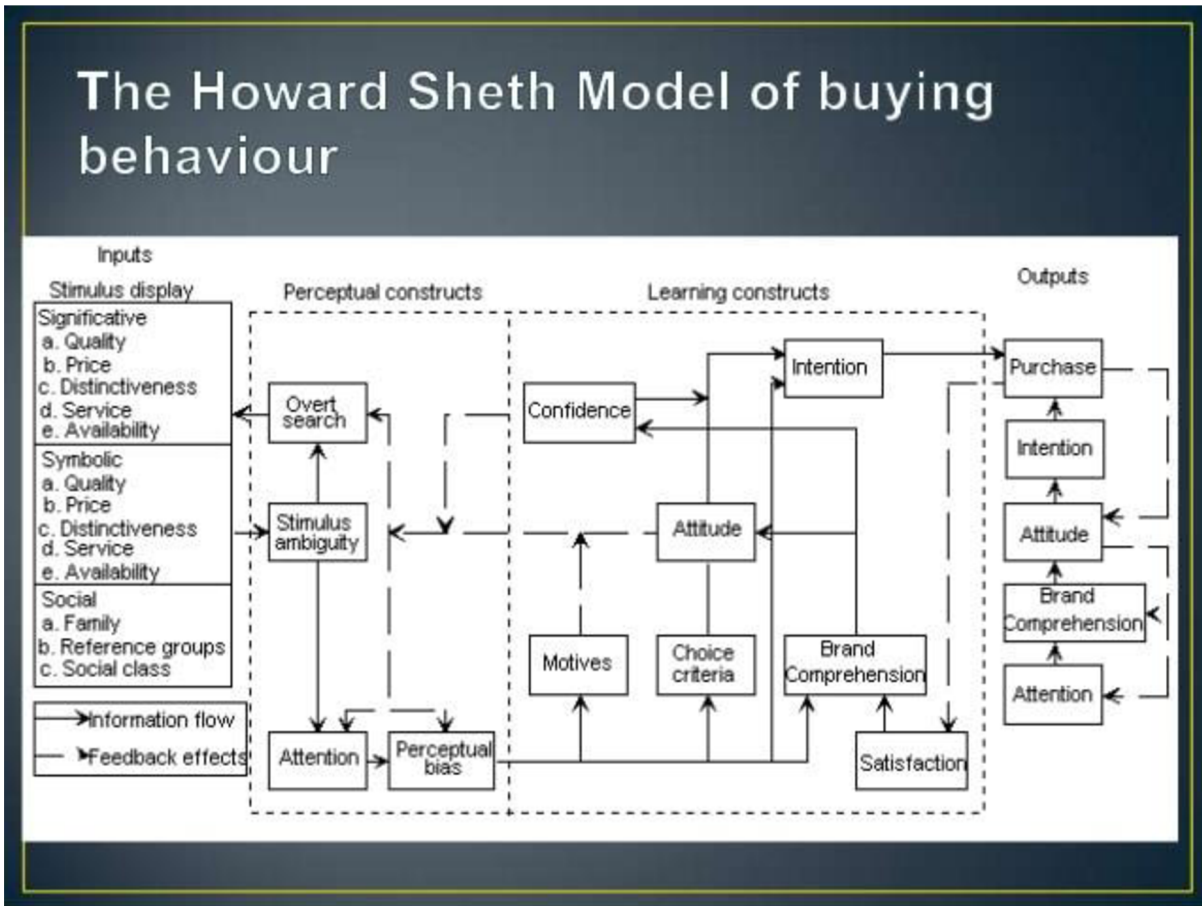 The Howard Sheth Model of buying
behaviour
Inputs
Stimulus display
Significative
a. Quality
b. Price
c. Distinctiveness
d. Service
e. Availability
Symbolic
a. Quality
b. Price
c. Distinctiveness
d. Service
e. Availability
Social
a. Family
b. Reference groups
c. Social class
Information flow
Feedback effects
Perceptual constructs
Overt
search
Stimulus
ambiguity
Attention
Perceptual
bias
Learning constructs
Confidence
Intention
Attitude
Motives
Choice
criteria
Brand
Comprehension
Satisfaction
Outputs
Purchase
Intention
Attitude
Brand
Comprehension
Attention